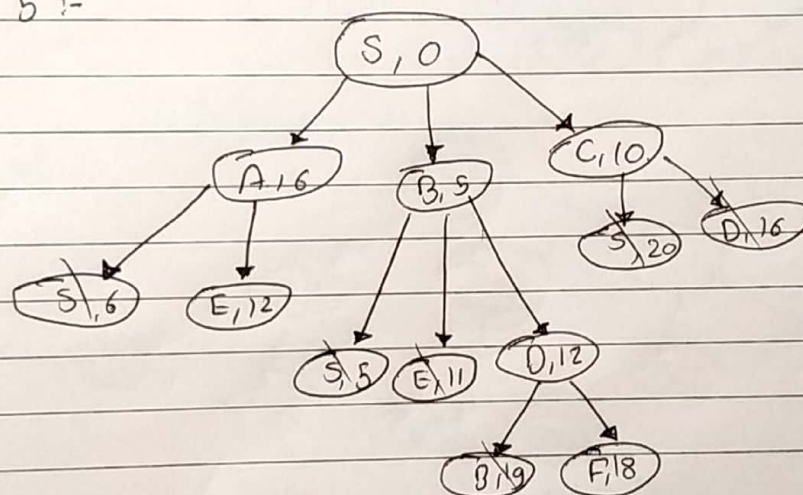 5 :-
S, 0
A, 6
B, 5
C, 10
S, 6
E, 12
S, 5
E, 11
D, 12
S, 20
D, 16
B, 19
F, 18